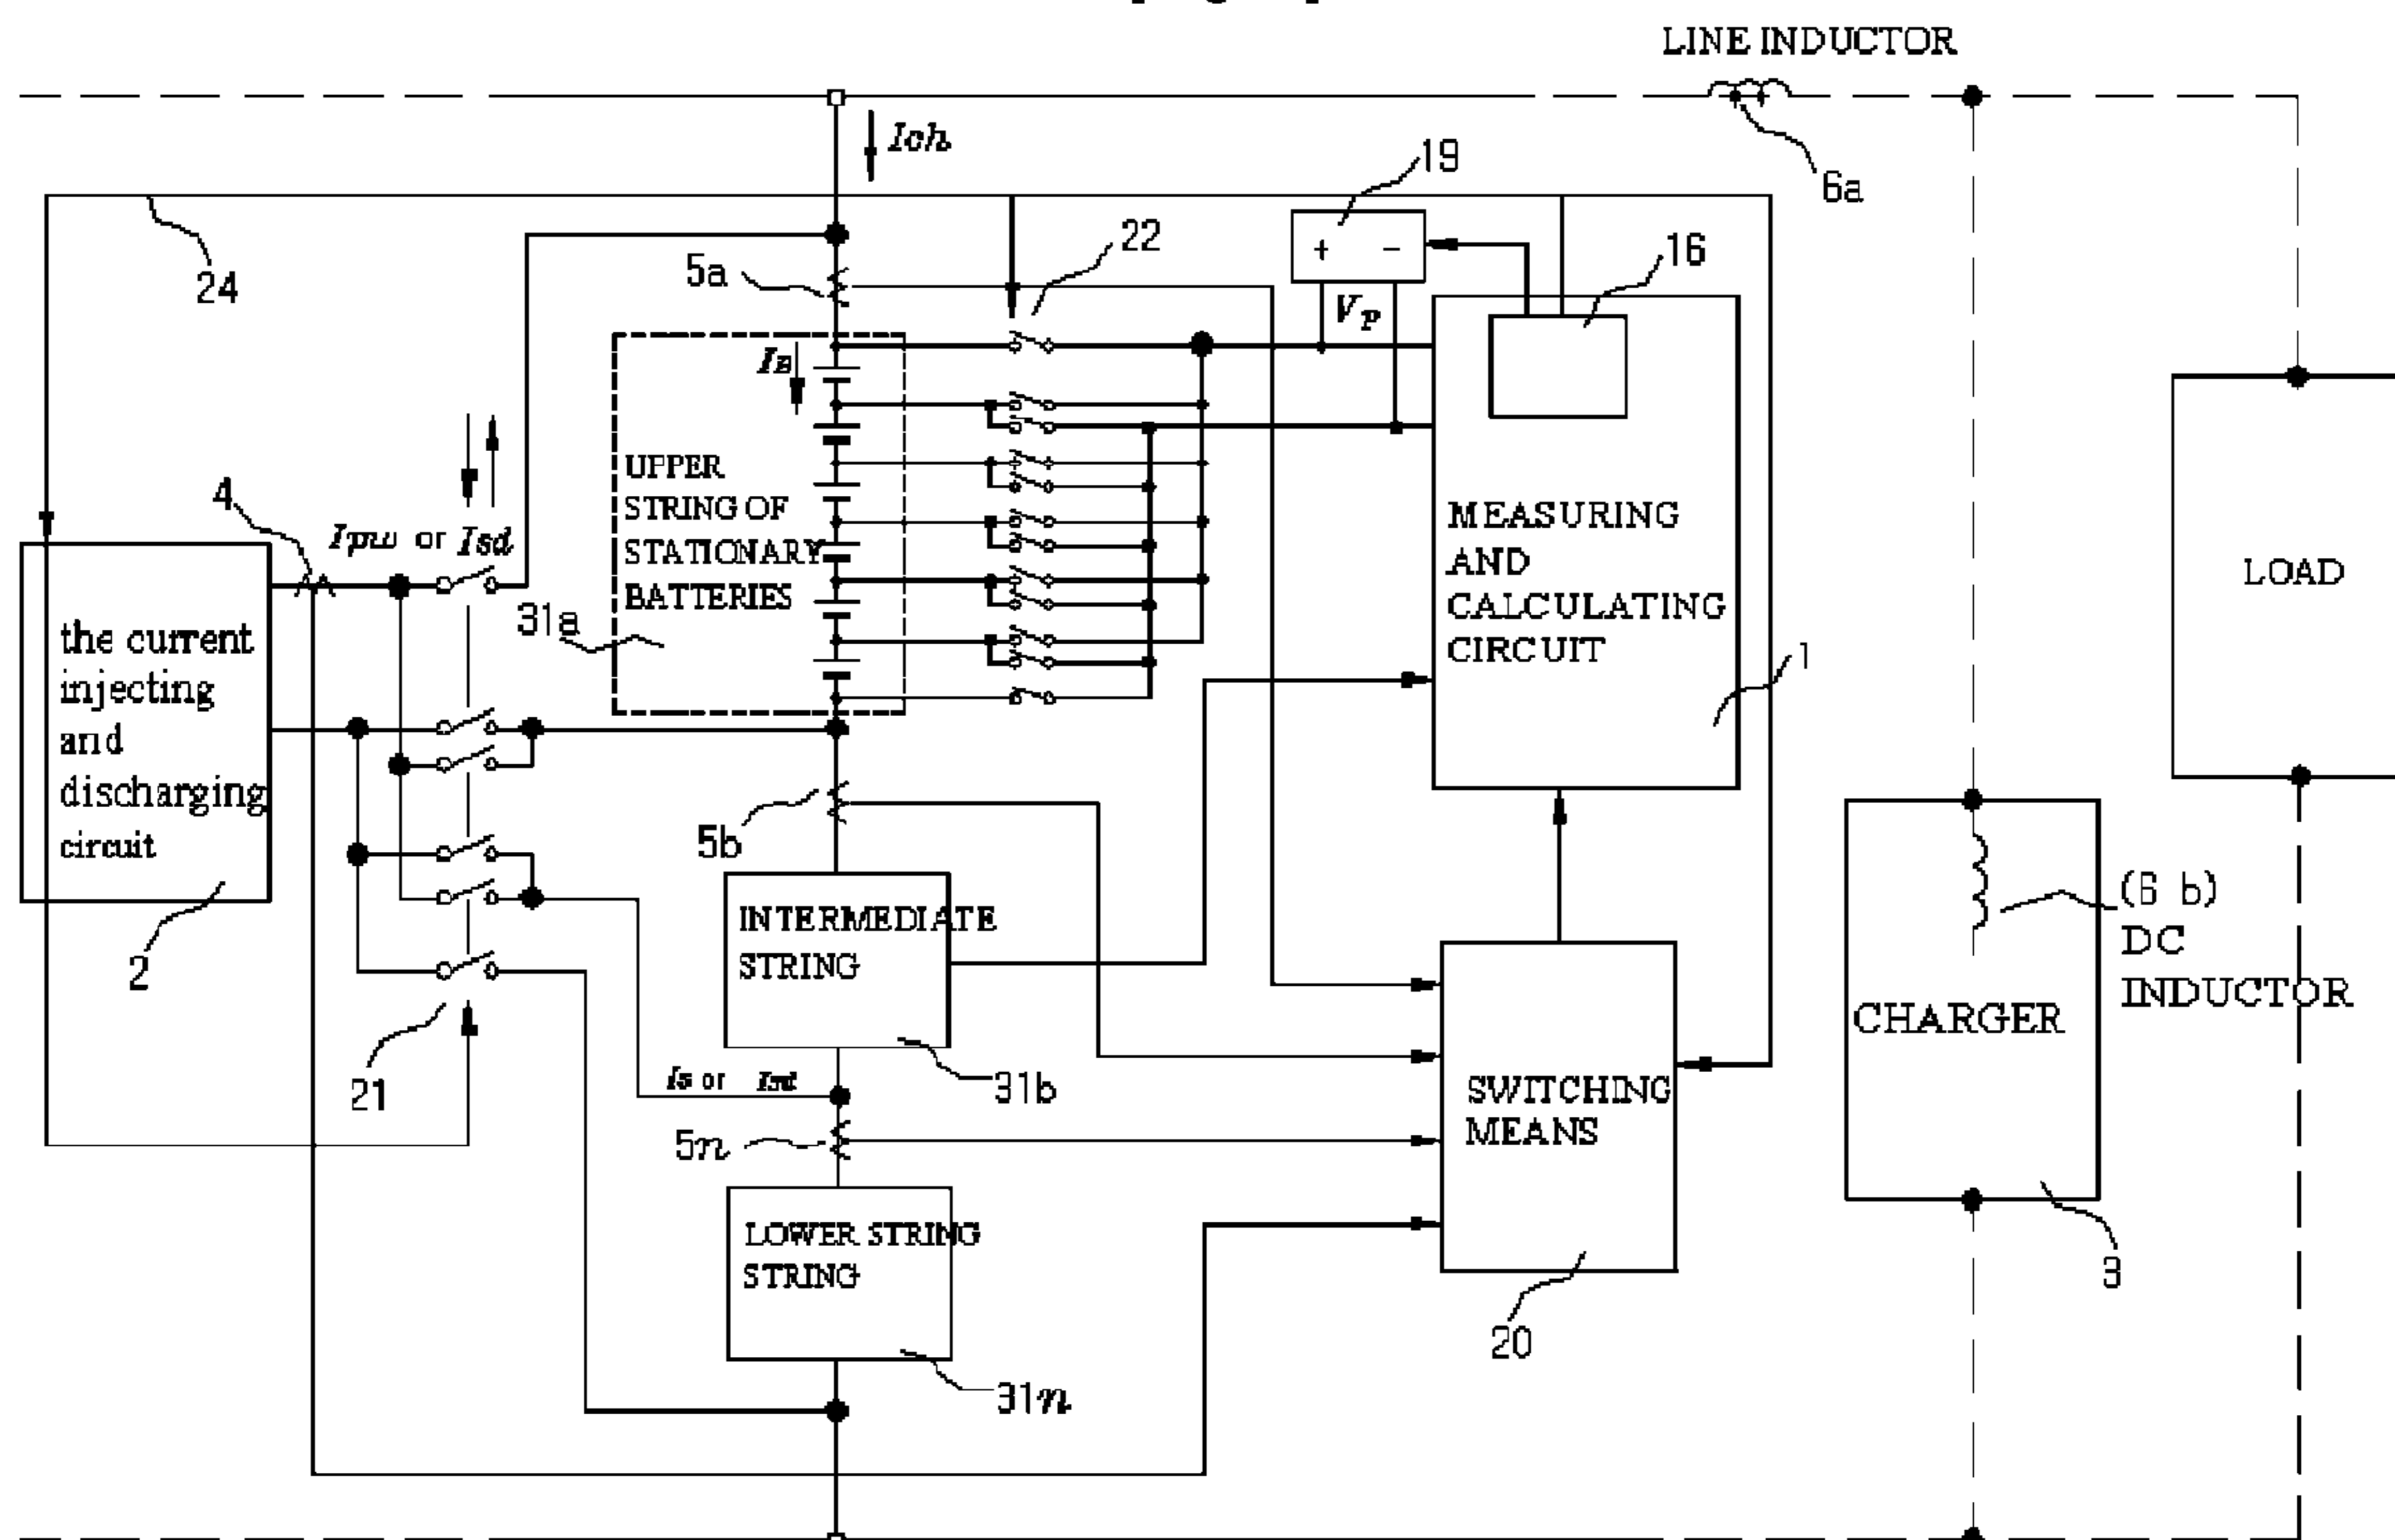 LINE INDUCTOR
Ich
19
6a
24
5a
22
16
+ -
VP
IB
4
Ipw or Isd
UPPER
STRING OF
STATIONARY
BATTERIES
31a
MEASURING
AND
CALCULATING
CIRCUIT
1
LOAD
the current
injecting
and
discharging
circuit
2
5b
(6 b)
DC
INDUCTOR
INTERMEDIATE
STRING
CHARGER
21
Is or Isd
31b
SWITCHING
MEANS
5n
LOWER STRING
STRING
3
20
31n